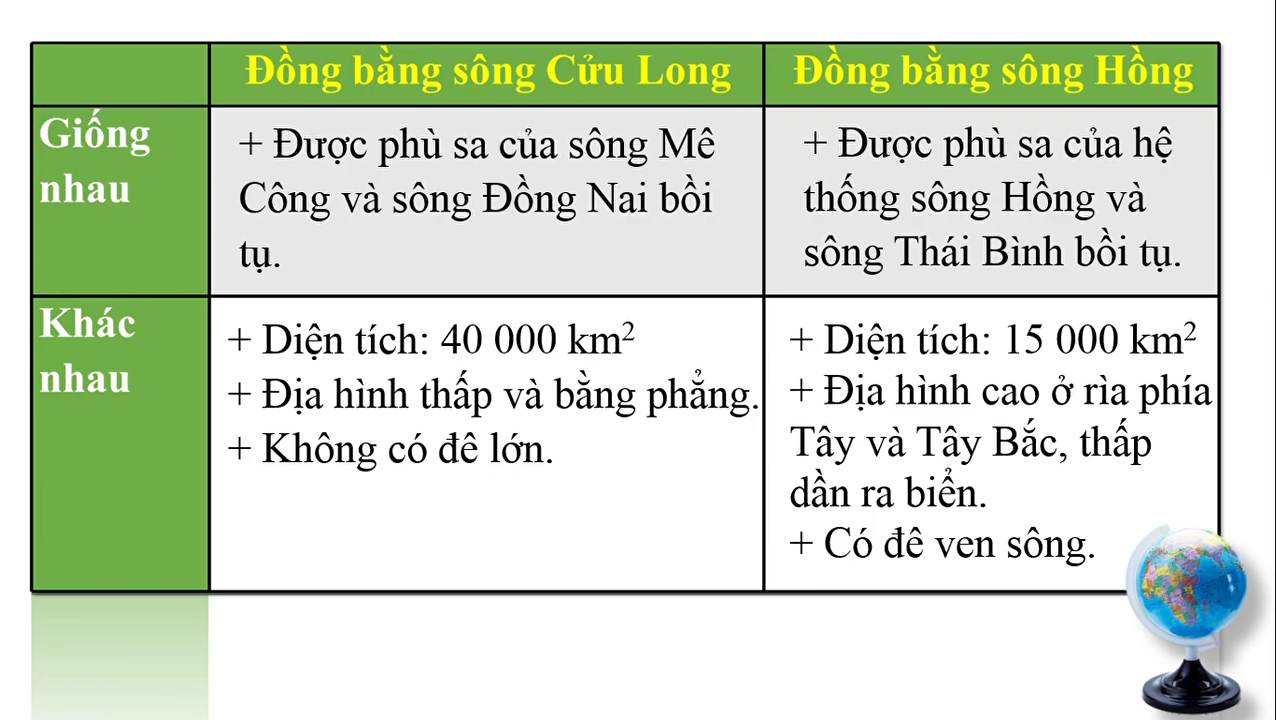 Đồng bằng sông Cửu Long
Đồng bằng sông Hồng
Giống
nhau
+ Được phù sa của sông Mê
Công và sông Đồng Nai bồi
tụ.
+ Được phù sa của hệ
thống sông Hồng và
sông Thái Bình bồi tụ.
Khác
nhau
+ Diện tích: 40 000 km²
+ Địa hình thấp và bằng phẳng.
+ Không có đê lớn.
+ Diện tích: 15 000 km²
+ Địa hình cao ở rìa phía
Tây và Tây Bắc, thấp
dần ra biển.
+ Có đê ven sông.